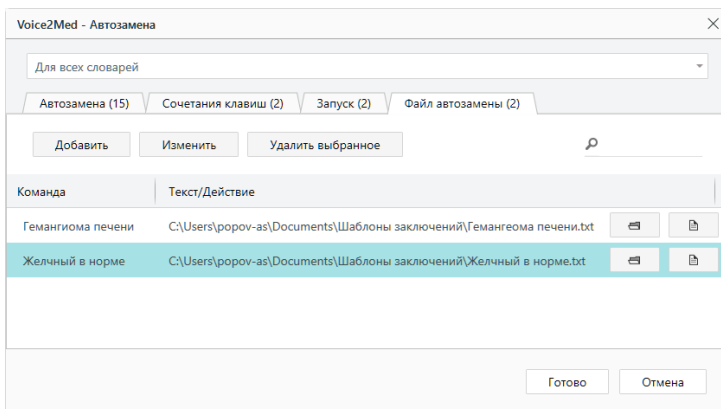 Voice2Med - Автозамена
Для всех словарей
Автозамена (15) Сочетания клавиш (2) Запуск (2) Файл автозамены (2)
Добавить Изменить Удалить выбранное
Команда Текст/Действие
Гемангиома печени C:\Users\popov-as\Documents\Шаблоны заключений\Гемангеома печени.txt
Желчный в норме C:\Users\popov-as\Documents\Шаблоны заключений\Желчный в норме.txt
Готово Отмена